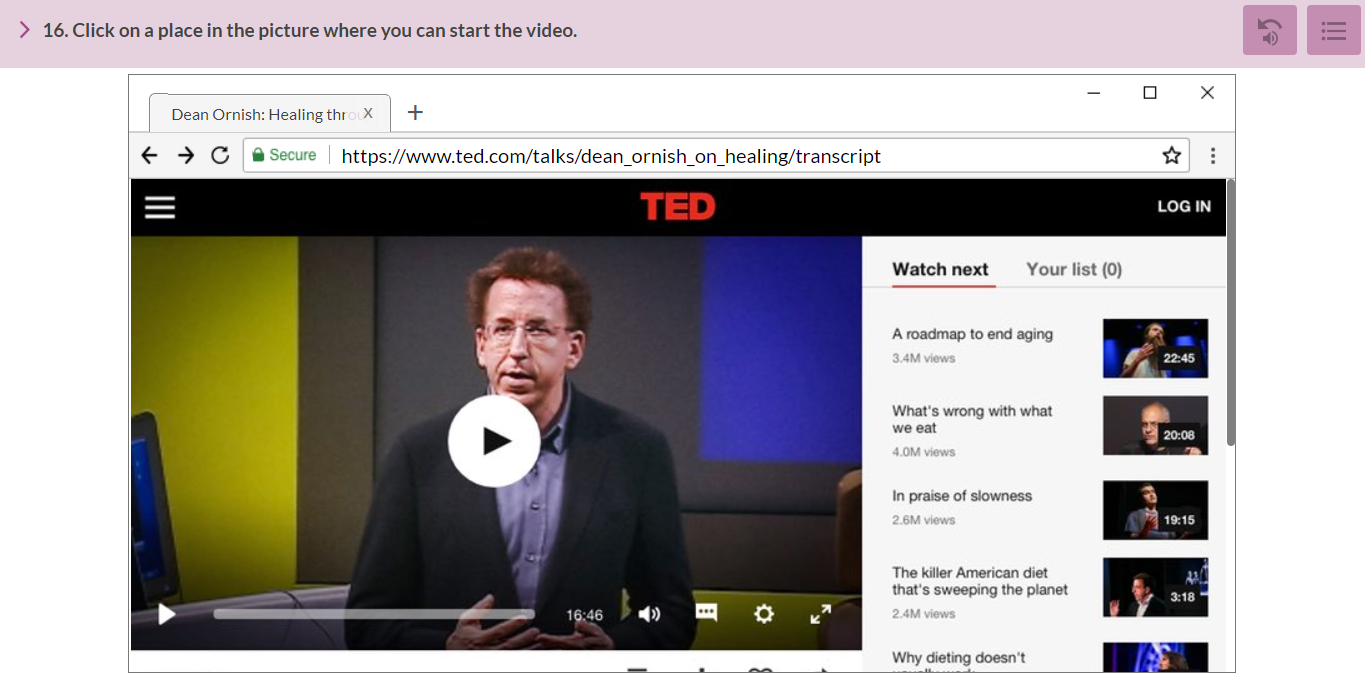 16. Click on a place in the picture where you can start the video.
Dean Ornish: Healing thro X +
Secure https://www.ted.com/talks/dean_ornish_on_healing/transcript
TED
LOG IN
Watch next Your list (0)
A roadmap to end aging
3.4M views
22:45
What's wrong with what
we eat
4.0M views
20:08
In praise of slowness
2.6M views
19:15
The killer American diet
that's sweeping the planet
2.4M views
3:18
16:46
Why dieting doesn't